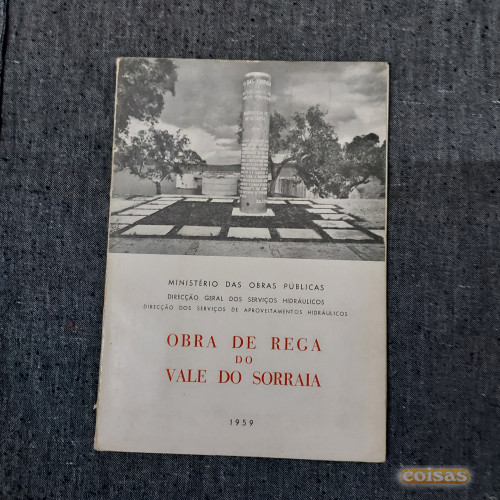 MINISTÉRIO DAS OBRAS PÚBLICAS
DIRECÇÃO GERAL DOS SERVIÇOS HIDRÁULICOS
DIRECÇÃO DOS SERVIÇOS DE APROVEITAMENTOS HIDRÁULICOS
OBRA DE REGA
DO
VALE DO SORRAIA
1959
coisas